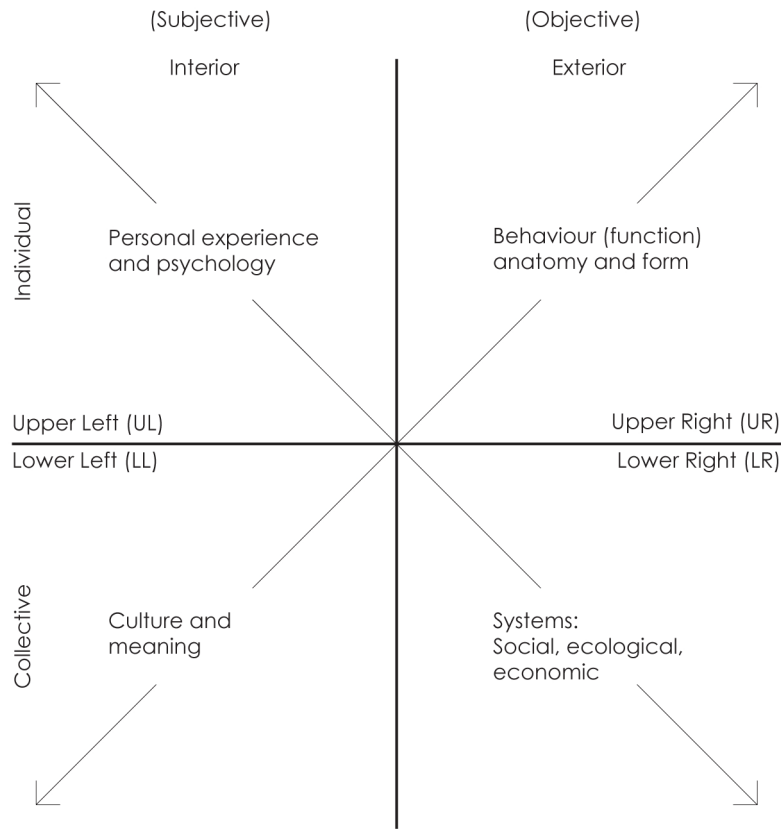 (Subjective)
(Objective)
Interior
Exterior
Individual
Personal experience
and psychology
Behaviour (function)
anatomy and form
Upper Left (UL)
Upper Right (UR)
Lower Left (LL)
Lower Right (LR)
Collective
Culture and
meaning
Systems:
Social, ecological,
economic